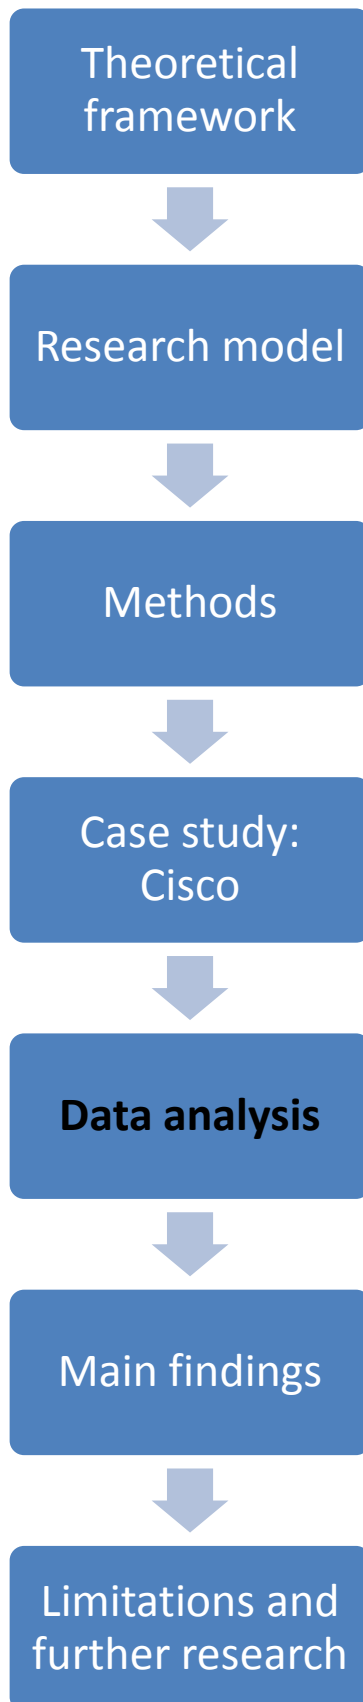 Theoretical
framework
Research model
Methods
Case study:
Cisco
Data analysis
Main findings
Limitations and
further research